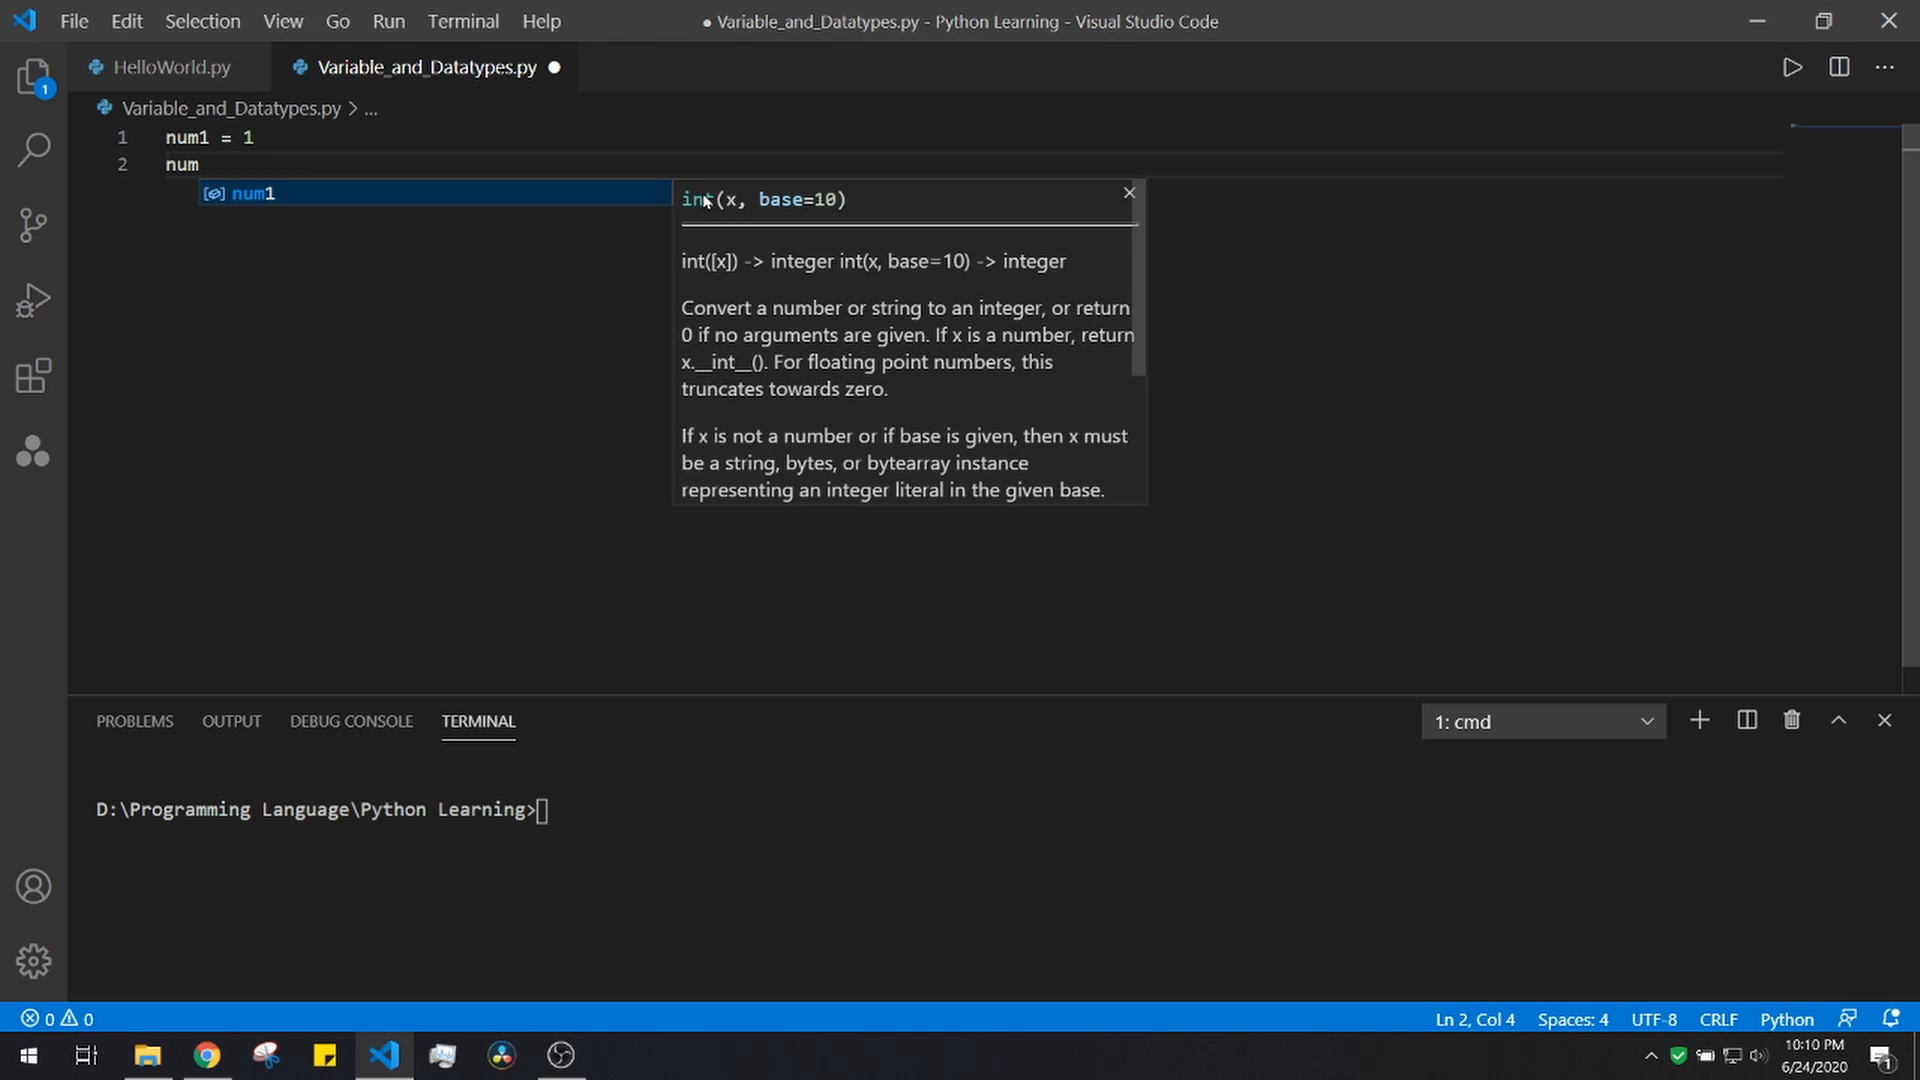 File Edit Selection View Go Run Terminal Help
● Variable_and_Datatypes.py - Python Learning - Visual Studio Code
HelloWorld.py
Variable_and_Datatypes.py
1
Variable_and_Datatypes.py > ...
1 num1 = 1
2 num
num1
int(x, base=10)
int([x]) -> integer int(x, base=10) -> integer
Convert a number or string to an integer, or return
0 if no arguments are given. If x is a number, return
x.__int__(). For floating point numbers, this
truncates towards zero.
If x is not a number or if base is given, then x must
be a string, bytes, or bytearray instance
representing an integer literal in the given base.
PROBLEMS OUTPUT DEBUG CONSOLE TERMINAL
1: cmd
D:\Programming Language\Python Learning>
0 0
Ln 2, Col 4 Spaces: 4 UTF-8 CRLF Python
10:10 PM
6/24/2020
1